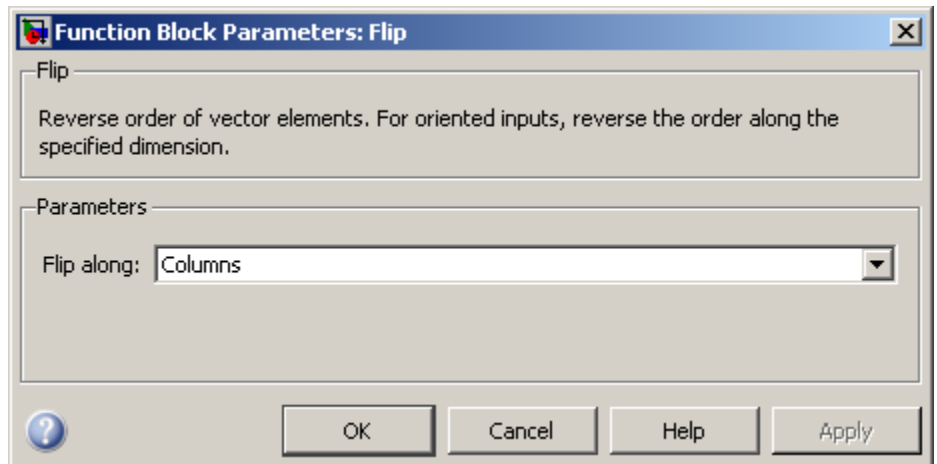 Function Block Parameters: Flip
Flip
Reverse order of vector elements. For oriented inputs, reverse the order along the
specified dimension.
Parameters
Flip along: Columns
OK Cancel Help Apply